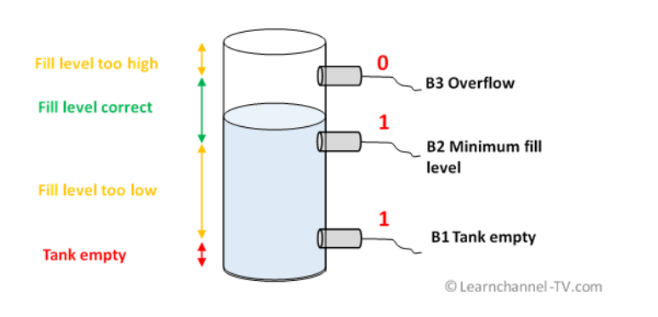 Fill level too high
0
B3 Overflow
Fill level correct
1
B2 Minimum fill
level
Fill level too low
1
B1 Tank empty
Tank empty
© Learnchannel-TV.com